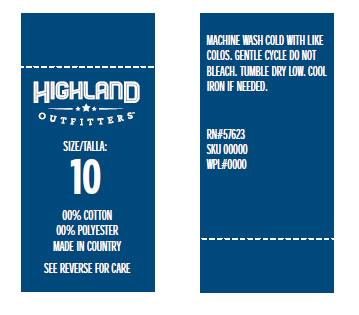 HIGHLAND
OUTFITTERS
SIZE/TALLA:
10
00% COTTON
00% POLYESTER
MADE IN COUNTRY
SEE REVERSE FOR CARE
MACHINE WASH COLD WITH LIKE
COLOS. GENTLE CYCLE DO NOT
BLEACH. TUMBLE DRY LOW. COOL
IRON IF NEEDED.
RN#57623
SKU 00000
WPL#0000